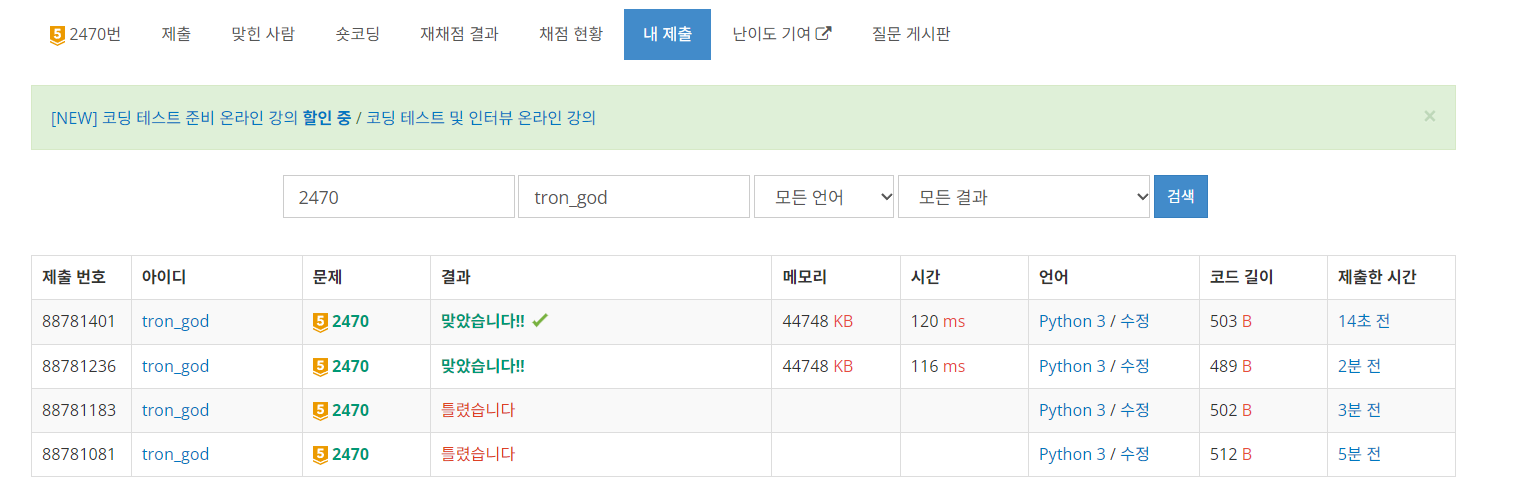 5 2470번 제출 맞힌 사람 숏코딩 재채점 결과 채점 현황 내 제출 난이도 기여 질문 게시판
[NEW] 코딩 테스트 준비 온라인 강의 할인 중 / 코딩 테스트 및 인터뷰 온라인 강의 ×
2470 tron_god 모든 언어 모든 결과 검색
제출 번호 아이디 문제 결과 메모리 시간 언어 코드 길이 제출한 시간
88781401 tron_god 5 2470 맞았습니다!! 44748 KB 120 ms Python 3 / 수정 503 B 14초 전
88781236 tron_god 5 2470 맞았습니다!! 44748 KB 116 ms Python 3 / 수정 489 B 2분 전
88781183 tron_god 5 2470 틀렸습니다 Python 3 / 수정 502 B 3분 전
88781081 tron_god 5 2470 틀렸습니다 Python 3 / 수정 512 B 5분 전